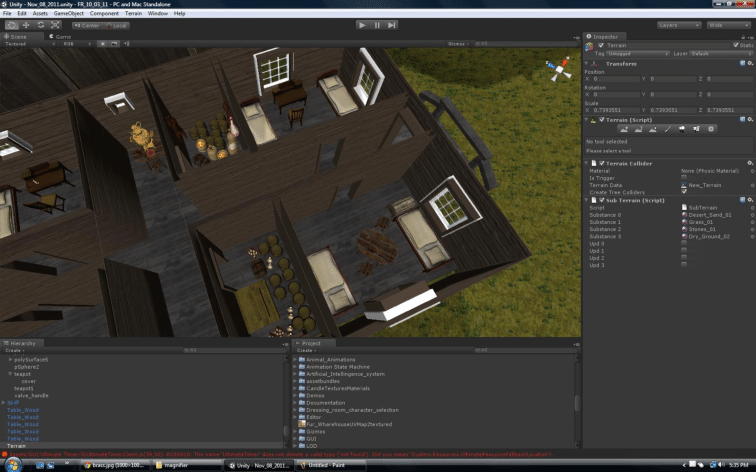 Unity - Nov_08_2011.unity - FR_10_03_11 - PC and Mac Standalone
File Edit Assets GameObject Component Terrain Window Help
Center Local
Layers Wide
Scene Game
Textured RGB Gizmos All
Inspector
Terrain Static
Tag Untagged Layer Default
Transform
Position
X 0 Y 0 Z 0
Rotation
X 0 Y 0 Z 0
Scale
X 0.7393551 Y 0.7393551 Z 0.7393551
Terrain (Script)
No tool selected
Please select a tool
Terrain Collider
Material None (Physic Material)
Is Trigger
Terrain Data New_Terrain
Create Tree Colliders
Sub Terrain (Script)
Script SubTerrain
Substance 0 Desert_Sand_01
Substance 1 Grass_01
Substance 2 Stones_01
Substance 3 Dry_Ground_02
Upd 0
Upd 1
Upd 2
Upd 3
Hierarchy
Create All
polySurface5
pSphere2
teapot
cover
teapot1
valve_handle
Table_Wood
Table_Wood
Table_Wood
Table_Wood
Terrain
Project
Create All
Animal_Animations
Animation State Machine
Artificial_Intellingence_system
assetbundles
CandleTexturesMaterials
Demos
Documentation
Dressing_room_character_selection
Editor
Fur_WharehouseUvMap2textured
Gizmos
GUI
LOD
brass.jpg (1000×100...
magnifier
Unity - Nov_08_2011...
Untitled - Paint
5:35 PM